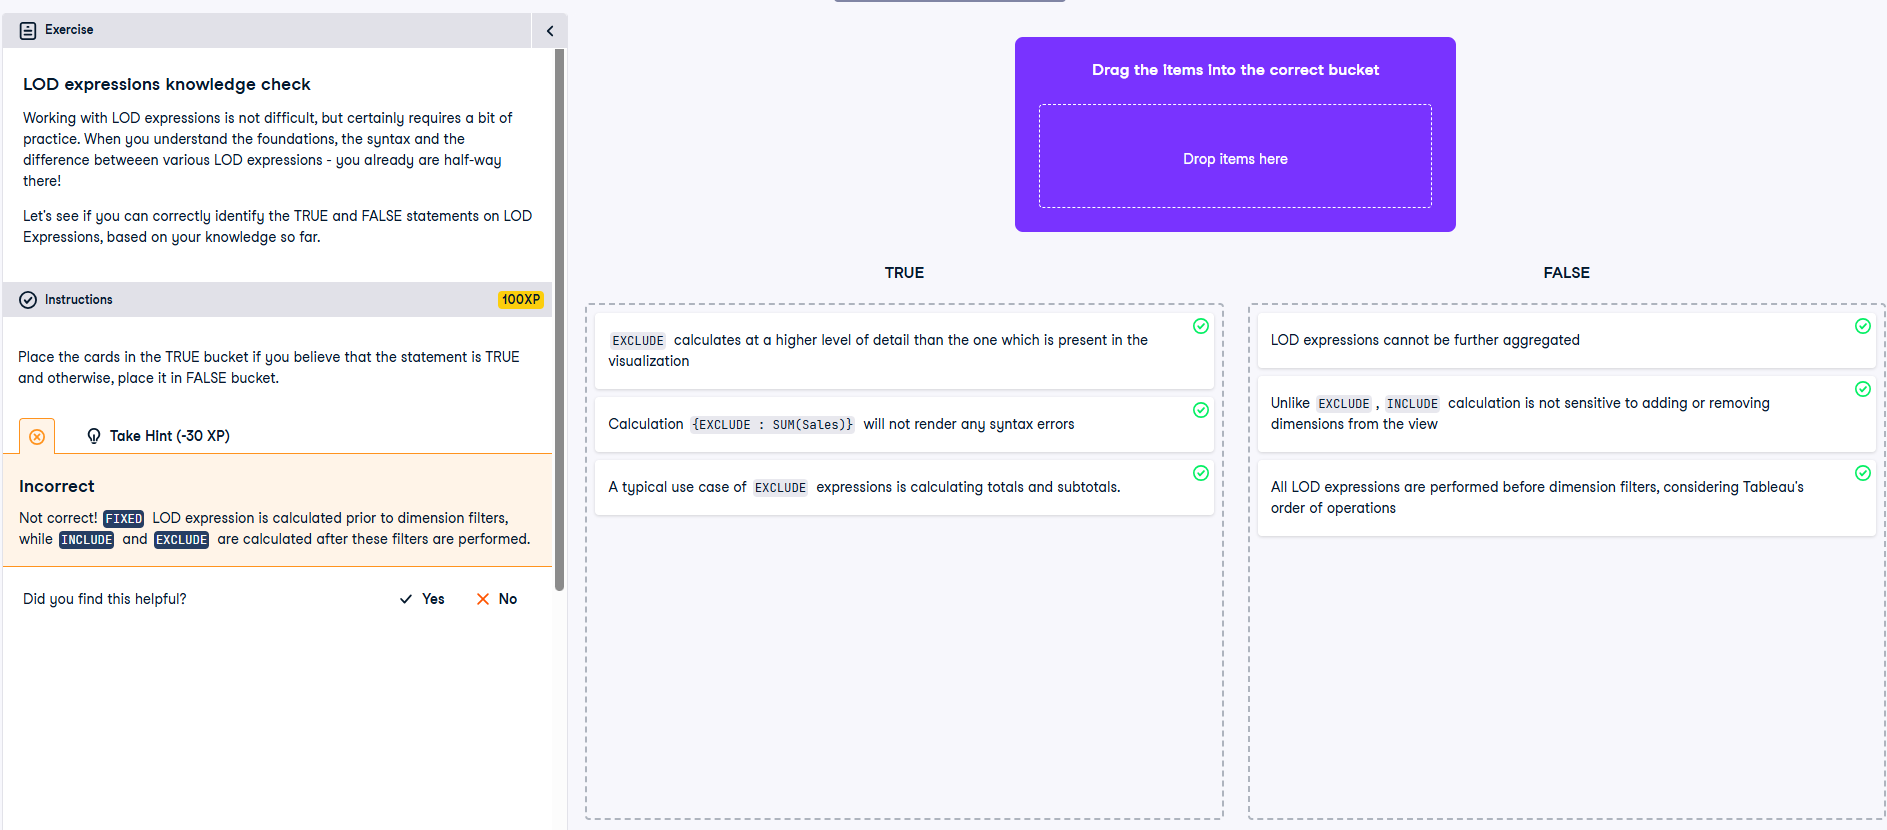 Exercise
LOD expressions knowledge check
Working with LOD expressions is not difficult, but certainly requires a bit of
practice. When you understand the foundations, the syntax and the
difference betweeen various LOD expressions - you already are half-way
there!
Let's see if you can correctly identify the TRUE and FALSE statements on LOD
Expressions, based on your knowledge so far.
Instructions
100XP
Place the cards in the TRUE bucket if you believe that the statement is TRUE
and otherwise, place it in FALSE bucket.
Take Hint (-30 XP)
Incorrect
Not correct! FIXED LOD expression is calculated prior to dimension filters,
while INCLUDE and EXCLUDE are calculated after these filters are performed.
Did you find this helpful?
Yes
No
Drag the items into the correct bucket
Drop items here
TRUE
EXCLUDE calculates at a higher level of detail than the one which is present in the
visualization
Calculation {EXCLUDE : SUM(Sales)} will not render any syntax errors
A typical use case of EXCLUDE expressions is calculating totals and subtotals.
FALSE
LOD expressions cannot be further aggregated
Unlike EXCLUDE , INCLUDE calculation is not sensitive to adding or removing
dimensions from the view
All LOD expressions are performed before dimension filters, considering Tableau's
order of operations